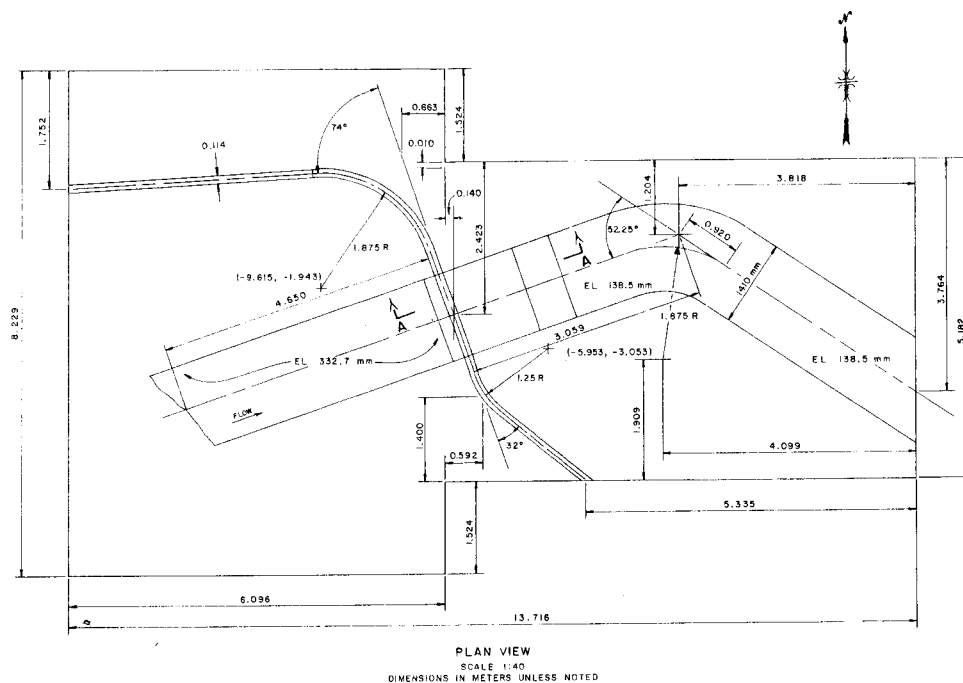 N
0.663
1.524
74°
1.752
0.114
0.010
0.140
1.204
3.818
0.920
52.25°
2.423
1.875 R
(-9.615, -1.943)
4.650
A
A
EL 138.5 mm
1410 mm
3.764
5.182
8.229
EL 332.7 mm
3.059
(-5.953, -3.053)
1.875 R
EL 138.5 mm
1.25 R
FLOW
1.400
1.909
0.592
32°
4.099
1.524
5.335
6.096
13.716
PLAN VIEW
SCALE 1:40
DIMENSIONS IN METERS UNLESS NOTED